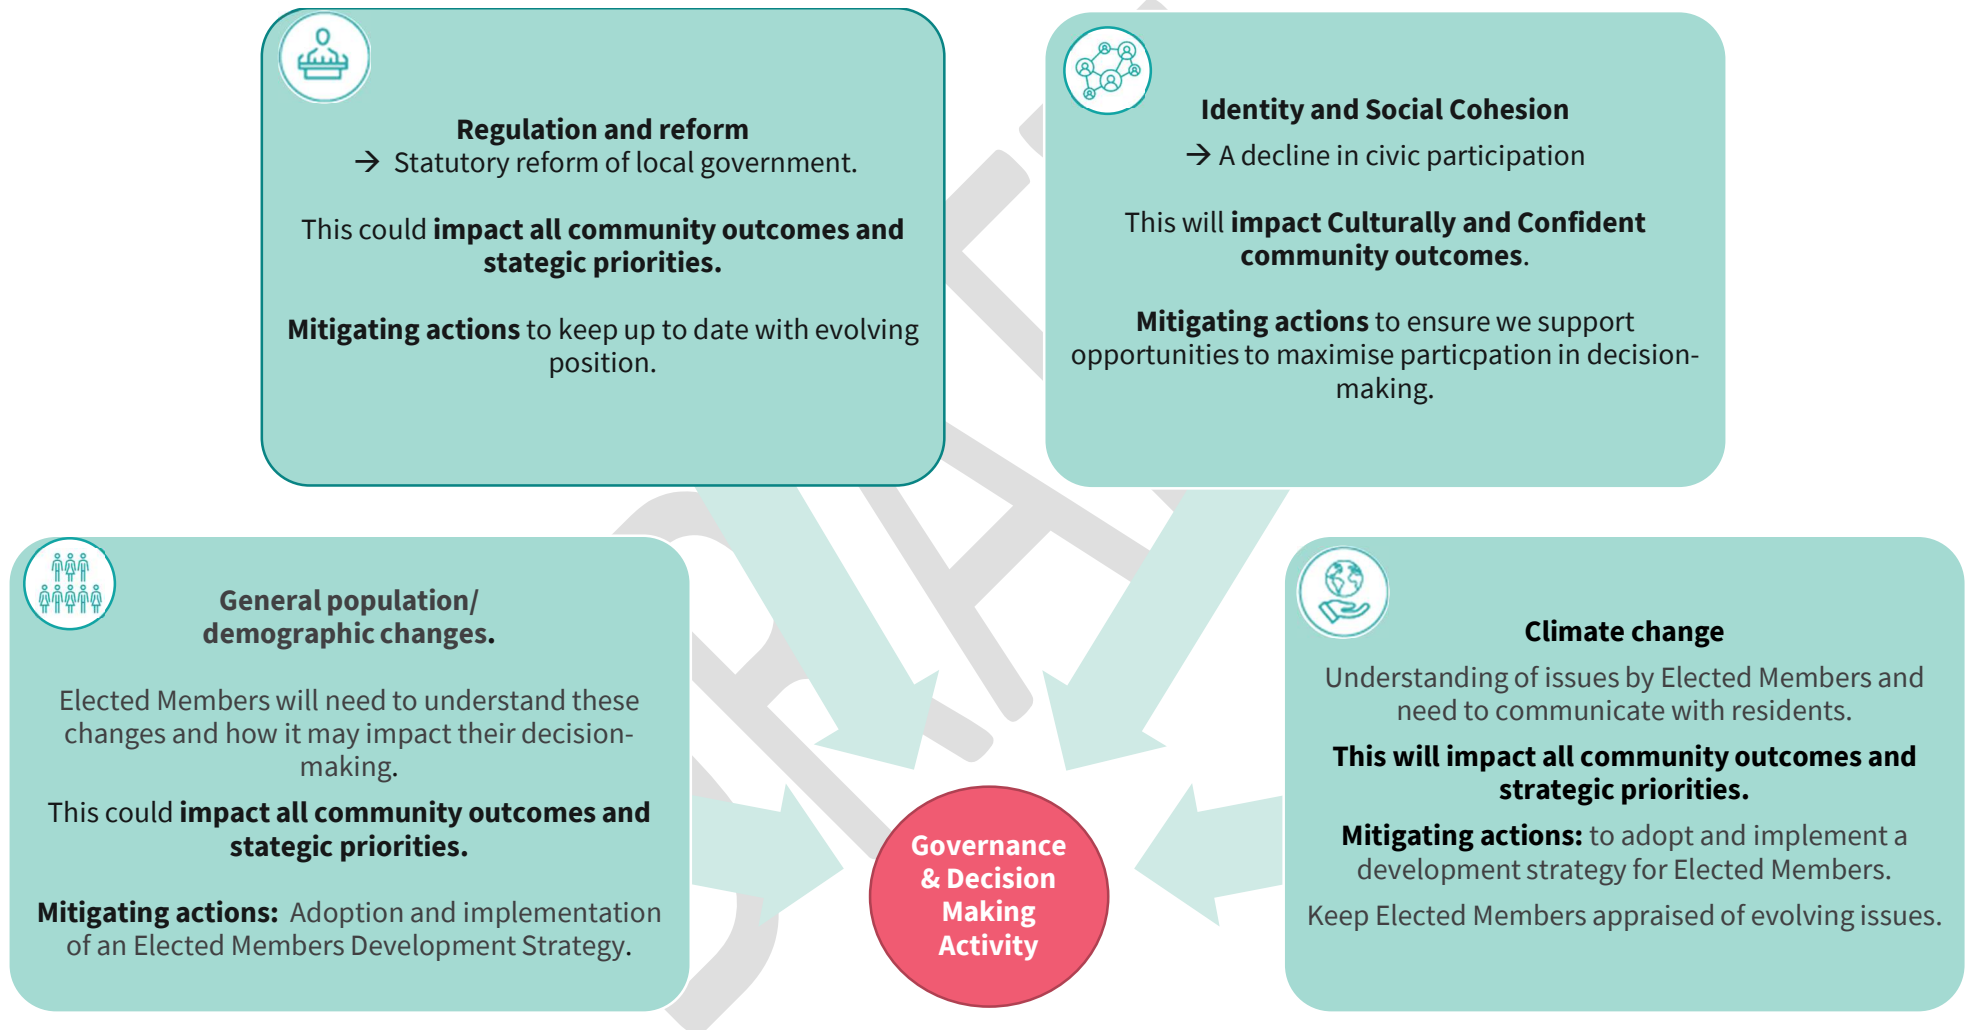 Regulation and reform
→ Statutory reform of local government.
This could impact all community outcomes and
stategic priorities.
Mitigating actions to keep up to date with evolving
position.
Identity and Social Cohesion
→ A decline in civic participation
This will impact Culturally and Confident
community outcomes.
Mitigating actions to ensure we support
opportunities to maximise particpation in decision-
making.
General population/
demographic changes.
Elected Members will need to understand these
changes and how it may impact their decision-
making.
This could impact all community outcomes and
stategic priorities.
Mitigating actions: Adoption and implementation
of an Elected Members Development Strategy.
Governance
& Decision
Making
Activity
Climate change
Understanding of issues by Elected Members and
need to communicate with residents.
This will impact all community outcomes and
strategic priorities.
Mitigating actions: to adopt and implement a
development strategy for Elected Members.
Keep Elected Members appraised of evolving issues.
DRAFT